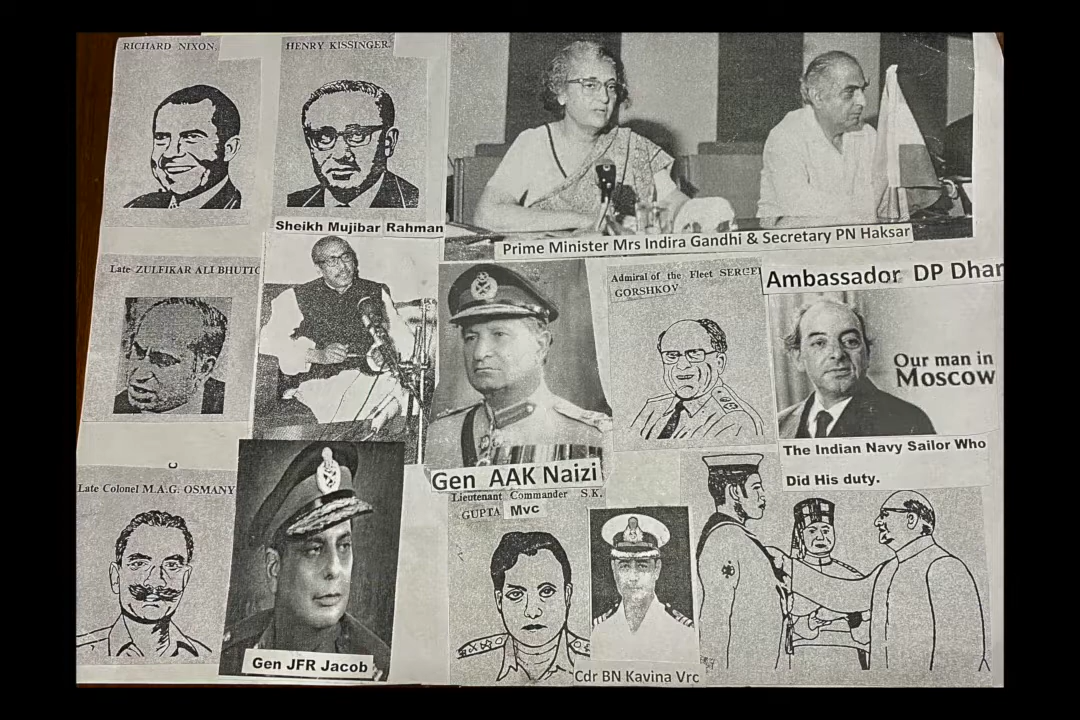 RICHARD NIXON.
HENRY KISSINGER.
Prime Minister Mrs Indira Gandhi & Secretary PN Haksar
Sheikh Mujibar Rahman
Late ZULFIKAR ALI BHUTTO
Admiral of the Fleet SERGEI
GORSHKOV
Ambassador DP Dhar
Our man in
Moscow
Gen AAK Naizi
The Indian Navy Sailor Who
Did His duty.
Late Colonel M.A.G. OSMANY
Gen JFR Jacob
Lieutenant Commander S.K.
GUPTA Mvc
Cdr BN Kavina Vrc